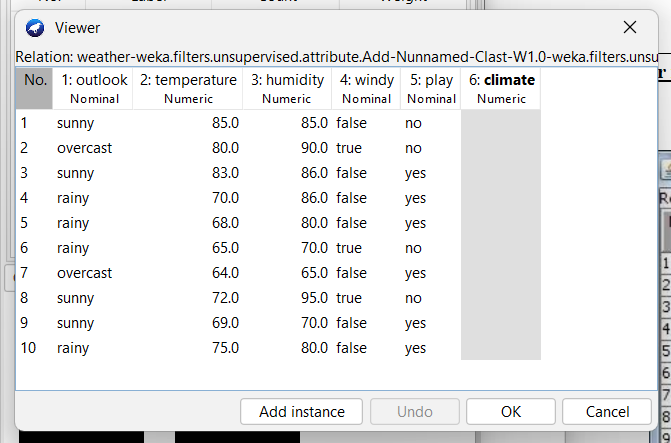 Viewer
Relation: weather-weka.filters.unsupervised.attribute.Add-Nunnamed-Clast-W1.0-weka.filters.unsu
No. 1: outlook 2: temperature 3: humidity 4: windy 5: play 6: climate
Nominal Numeric Numeric Nominal Nominal Numeric
1 sunny 85.0 85.0 false no
2 overcast 80.0 90.0 true no
3 sunny 83.0 86.0 false yes
4 rainy 70.0 86.0 false yes
5 rainy 68.0 80.0 false yes
6 rainy 65.0 70.0 true no
7 overcast 64.0 65.0 false yes
8 sunny 72.0 95.0 true no
9 sunny 69.0 70.0 false yes
10 rainy 75.0 80.0 false yes
Add instance Undo OK Cancel